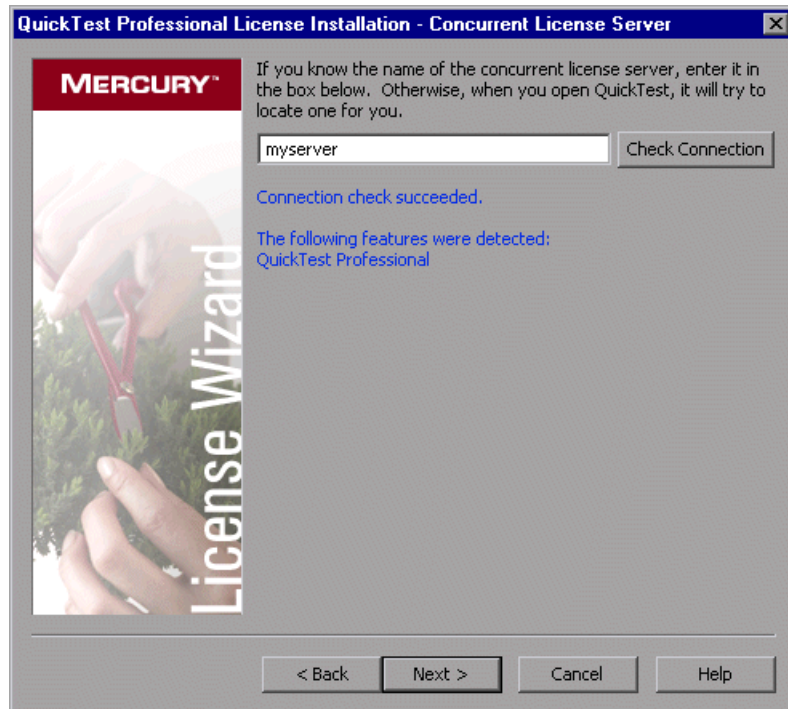 QuickTest Professional License Installation - Concurrent License Server
MERCURY™
License Wizard
If you know the name of the concurrent license server, enter it in
the box below. Otherwise, when you open QuickTest, it will try to
locate one for you.
myserver
Check Connection
Connection check succeeded.
The following features were detected:
QuickTest Professional
< Back
Next >
Cancel
Help